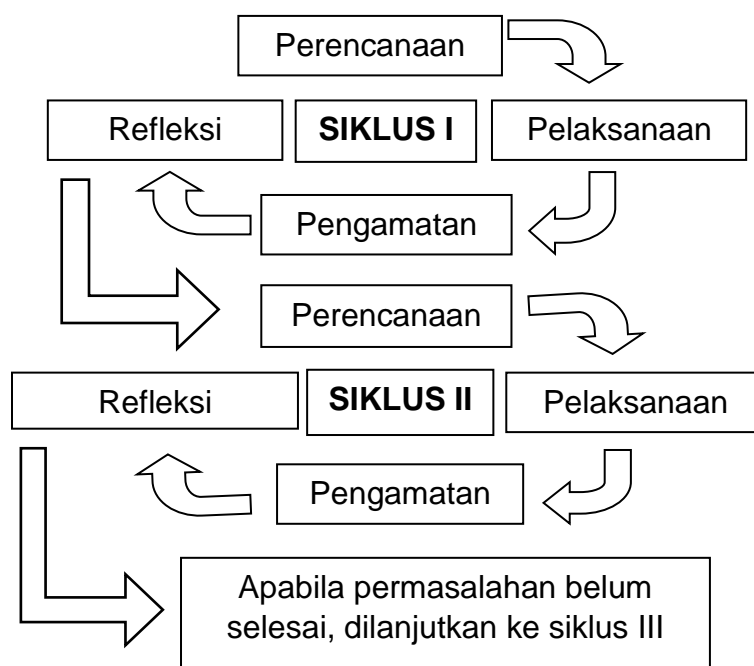 Perencanaan
Refleksi
SIKLUS I
Pelaksanaan
Pengamatan
Perencanaan
Refleksi
SIKLUS II
Pelaksanaan
Pengamatan
Apabila permasalahan belum
selesai, dilanjutkan ke siklus III